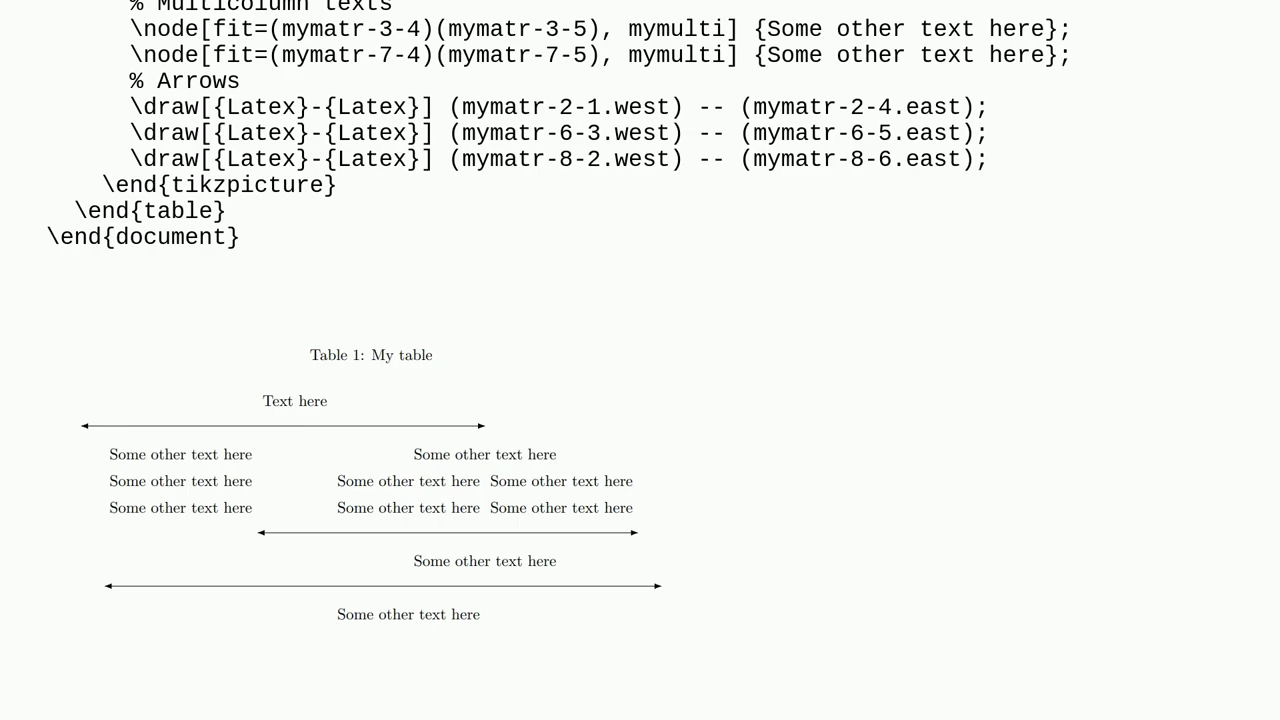 % Multicolumn texts
\node[fit=(mymatr-3-4)(mymatr-3-5), mymulti] {Some other text here};
\node[fit=(mymatr-7-4)(mymatr-7-5), mymulti] {Some other text here};
% Arrows
\draw[{Latex}-{Latex}] (mymatr-2-1.west) -- (mymatr-2-4.east);
\draw[{Latex}-{Latex}] (mymatr-6-3.west) -- (mymatr-6-5.east);
\draw[{Latex}-{Latex}] (mymatr-8-2.west) -- (mymatr-8-6.east);
\end{tikzpicture}
\end{table}
\end{document}
Table 1: My table
Text here
Some other text here Some other text here
Some other text here Some other text here Some other text here
Some other text here Some other text here Some other text here
Some other text here
Some other text here